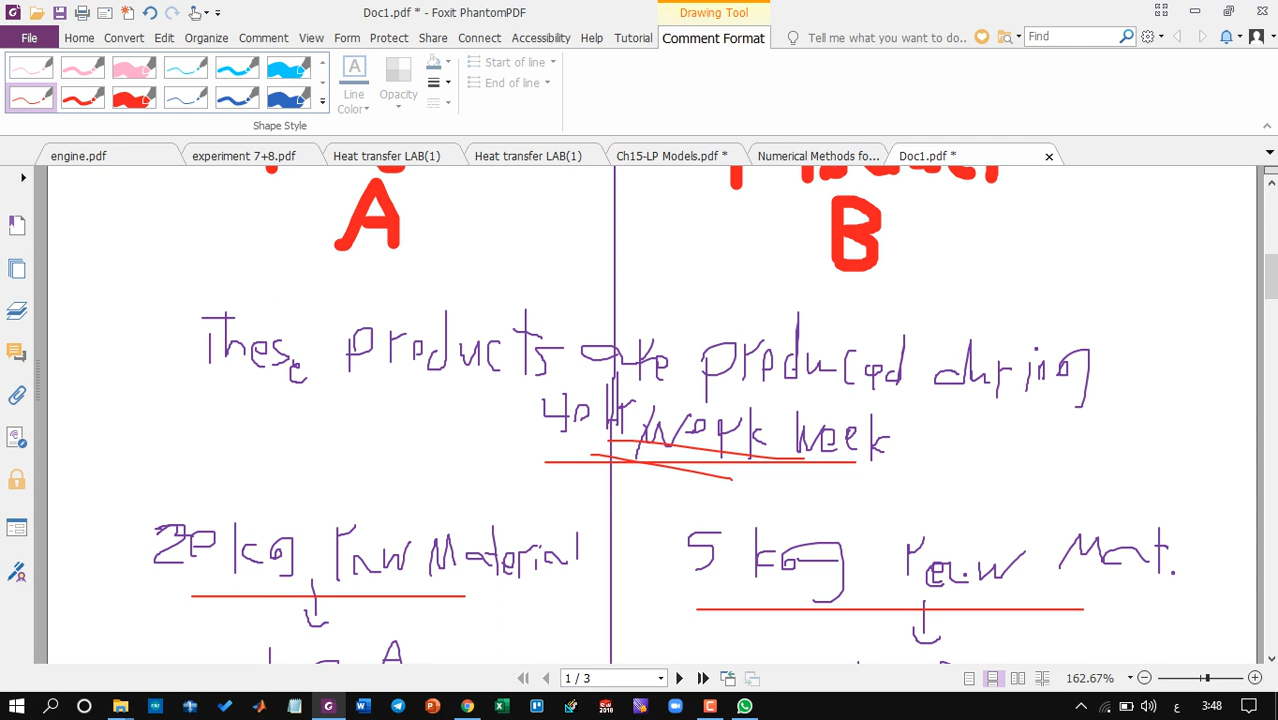 Doc1.pdf * - Foxit PhantomPDF
Drawing Tool
File Home Convert Edit Organize Comment View Form Protect Share Connect Accessibility Help Tutorial Comment Format Tell me what you want to do.. Find
Line Color
Opacity
Start of line
End of line
Shape Style
engine.pdf experiment 7+8.pdf Heat transfer LAB(1) Heat transfer LAB(1) Ch15-LP Models.pdf * Numerical Methods fo... Doc1.pdf *
A B
These products are produced during
40 Hr/work week
20 kg raw Material 5 kg raw Mat.
A
1 / 3 162.67%
ع 3:48